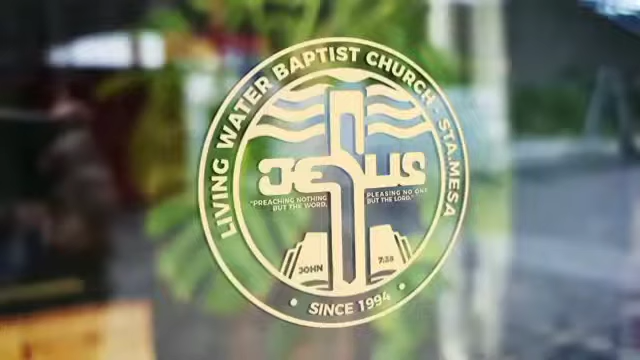 LIVING WATER BAPTIST CHURCH - STA.MESA
JESUS
"PREACHING NOTHING
BUT THE WORD,
PLEASING NO ONE
BUT THE LORD."
JOHN 7:38
• SINCE 1994 •